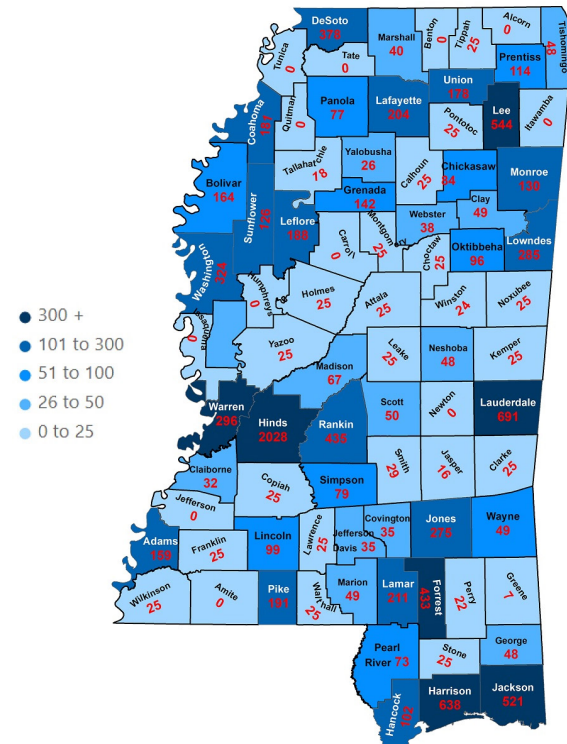 DeSoto
378
Marshall
40
Benton
0
Tippah
25
Alcorn
0
Tishomingo
48
Tunica
0
Tate
0
Prentiss
114
Union
178
Panola
77
Lafayette
204
Lee
544
Itawamba
0
Coahoma
Quitman
0
Pontotoc
25
Yalobusha
26
Calhoun
25
Chickasaw
84
Monroe
130
Tallahatchie
78
Bolivar
164
Sunflower
Grenada
142
Leflore
188
Clay
49
Webster
38
Montgomery
25
Carroll
0
Choctaw
25
Oktibbeha
96
Lowndes
286
Washington
324
Humphreys
0
Holmes
25
Attala
25
Winston
24
Noxubee
25
0
Yazoo
25
Leake
25
Neshoba
48
Kemper
25
300 +
101 to 300
51 to 100
26 to 50
0 to 25
Madison
67
Warren
296
Hinds
2028
Rankin
435
Scott
50
Newton
0
Lauderdale
691
Claiborne
32
Copiah
25
Simpson
79
Smith
29
Jasper
16
Clarke
25
Jefferson
0
Adams
169
Franklin
25
Lincoln
99
Lawrence
25
Jefferson
Davis 35
Covington
35
Jones
275
Wayne
49
Wilkinson
25
Amite
0
Pike
191
Walthall
25
Marion
49
Lamar
211
Forrest
433
Perry
22
Greene
7
Pearl
River 73
Stone
25
George
48
Hancock
Harrison
638
Jackson
521